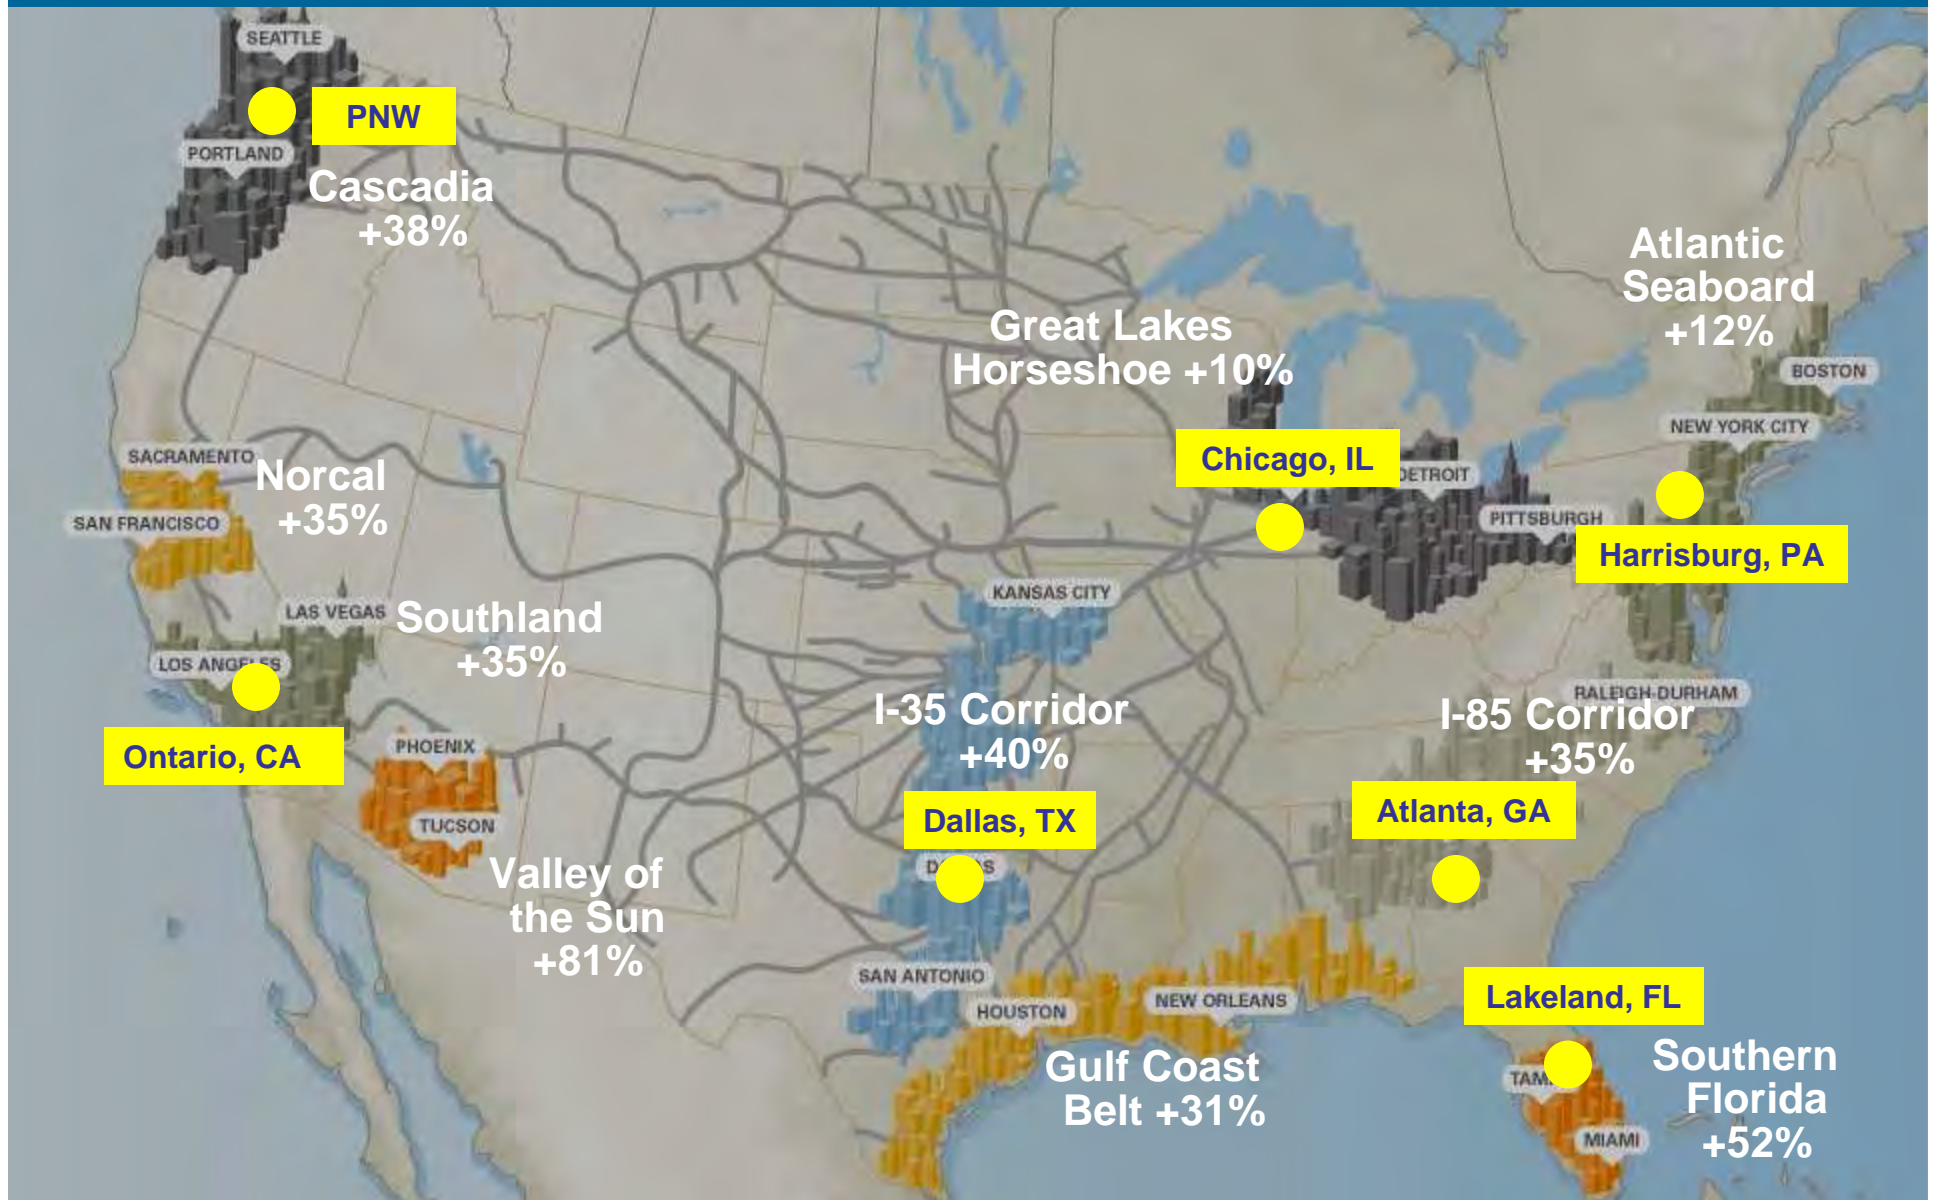 SEATTLE
PNW
PORTLAND
Cascadia
+38%
Atlantic
Seaboard
+12%
Great Lakes
Horseshoe +10%
BOSTON
NEW YORK CITY
SACRAMENTO
Norcal
+35%
SAN FRANCISCO
Chicago, IL
DETROIT
PITTSBURGH
Harrisburg, PA
KANSAS CITY
LAS VEGAS
Southland
+35%
LOS ANGELES
Ontario, CA
I-35 Corridor
+40%
RALEIGH-DURHAM
I-85 Corridor
+35%
PHOENIX
TUCSON
Dallas, TX
Atlanta, GA
Valley of
the Sun
+81%
SAN ANTONIO
HOUSTON
NEW ORLEANS
Lakeland, FL
Gulf Coast
Belt +31%
Southern
Florida
+52%
MIAMI